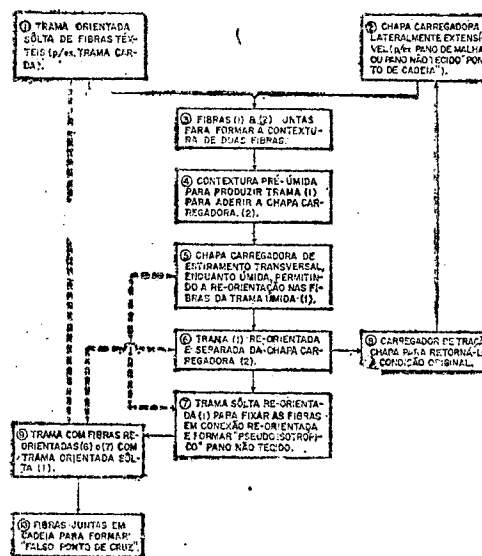 ① TRAMA ORIENTADA
SÔLTA DE FIBRAS TÊX-
TEIS (p/ex. TRAMA CAR-
DA).
② CHAPA CARREGADORA
LATERALMENTE EXTENSÍ-
VEL (p/ex PANO DE MALHA
OU PANO NÃO TECIDO "PON-
TO DE CADEIA").
③ FIBRAS (1) & (2) JUNTAS
PARA FORMAR A CONTEXTU-
RA DE DUAS FIBRAS.
④ CONTEXTURA PRÉ-ÚMIDA
PARA PRODUZIR TRAMA (1)
PARA ADERIR A CHAPA CAR-
REGADORA. (2).
⑤ CHAPA CARREGADORA DE
ESTIRAMENTO TRANSVERSAL,
ENQUANTO ÚMIDA, PERMITIN-
DO A RE-ORIENTAÇÃO NAS FI-
BRAS DA TRAMA ÚMIDA (1).
⑥ TRAMA (1) RE-ORIENTADA
E SEPARADA DA CHAPA CAR-
REGADORA (2).
CARREGADOR DE TRAÇÃO
CHAPA PARA RETORNÁ-LA
À CONDIÇÃO ORIGINAL.
⑦ TRAMA SÔLTA RE-ORIENTA-
DA (1) PARA FIXAR AS FIBRAS
EM CONEXÃO RE-ORIENTADA
E FORMAR "PSEUDO ISOTRÓPI-
CO" PANO NÃO TECIDO.
TRAMA COM FIBRAS RE-
ORIENTADAS (6) o (7) COM
TRAMA ORIENTADA SÔL-
TA (1).
⑩ FIBRAS JUNTAS EM
CADEIA PARA FORMAR
"FALSO PONTO DE CRUZ".